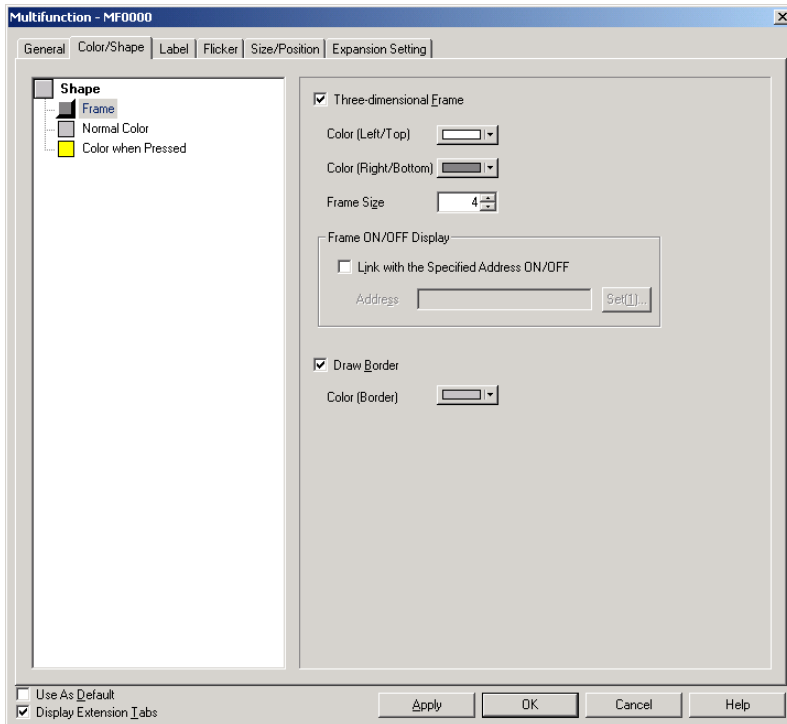 Multifunction - MF0000
General Color/Shape Label Flicker Size/Position Expansion Setting
Shape
Frame
Normal Color
Color when Pressed
Three-dimensional Frame
Color (Left/Top)
Color (Right/Bottom)
Frame Size 4
Frame ON/OFF Display
Link with the Specified Address ON/OFF
Address Set(1)...
Draw Border
Color (Border)
Use As Default
Display Extension Tabs
Apply OK Cancel Help